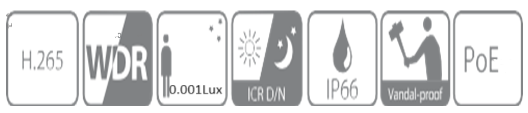 H.265
WDR
0.001Lux
ICR D/N
IP66
Vandal-proof
PoE